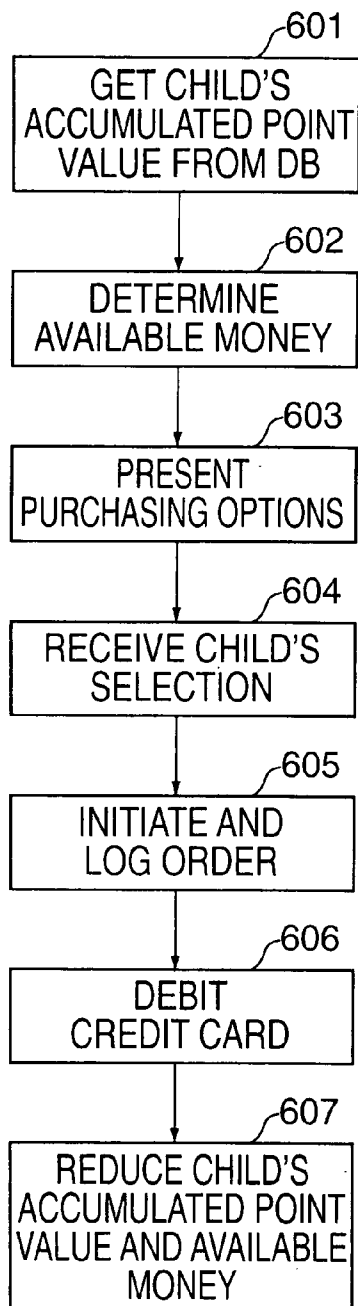 601
GET CHILD'S
ACCUMULATED POINT
VALUE FROM DB
602
DETERMINE
AVAILABLE MONEY
603
PRESENT
PURCHASING OPTIONS
604
RECEIVE CHILD'S
SELECTION
605
INITIATE AND
LOG ORDER
606
DEBIT
CREDIT CARD
607
REDUCE CHILD'S
ACCUMULATED POINT
VALUE AND AVAILABLE
MONEY